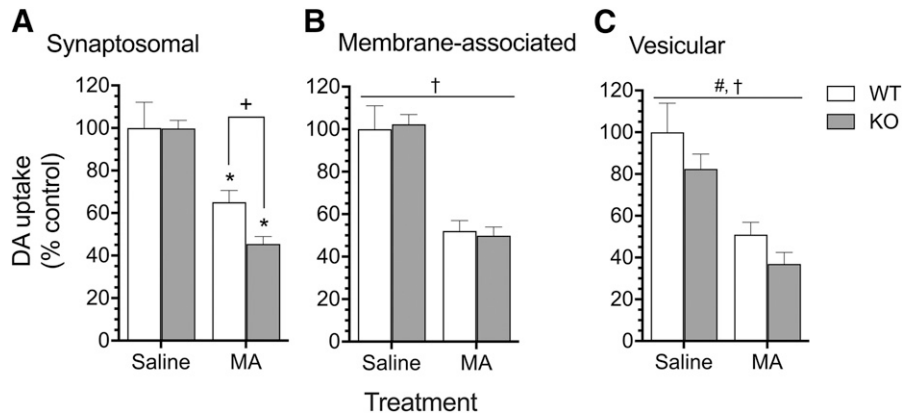 A Synaptosomal
B Membrane-associated
C Vesicular
WT
KO
DA uptake
(% control)
120
100
80
60
40
20
0
+
*
*
Saline MA
120
100
80
60
40
20
0
†
Saline MA
120
100
80
60
40
20
0
#, †
Saline MA
Treatment